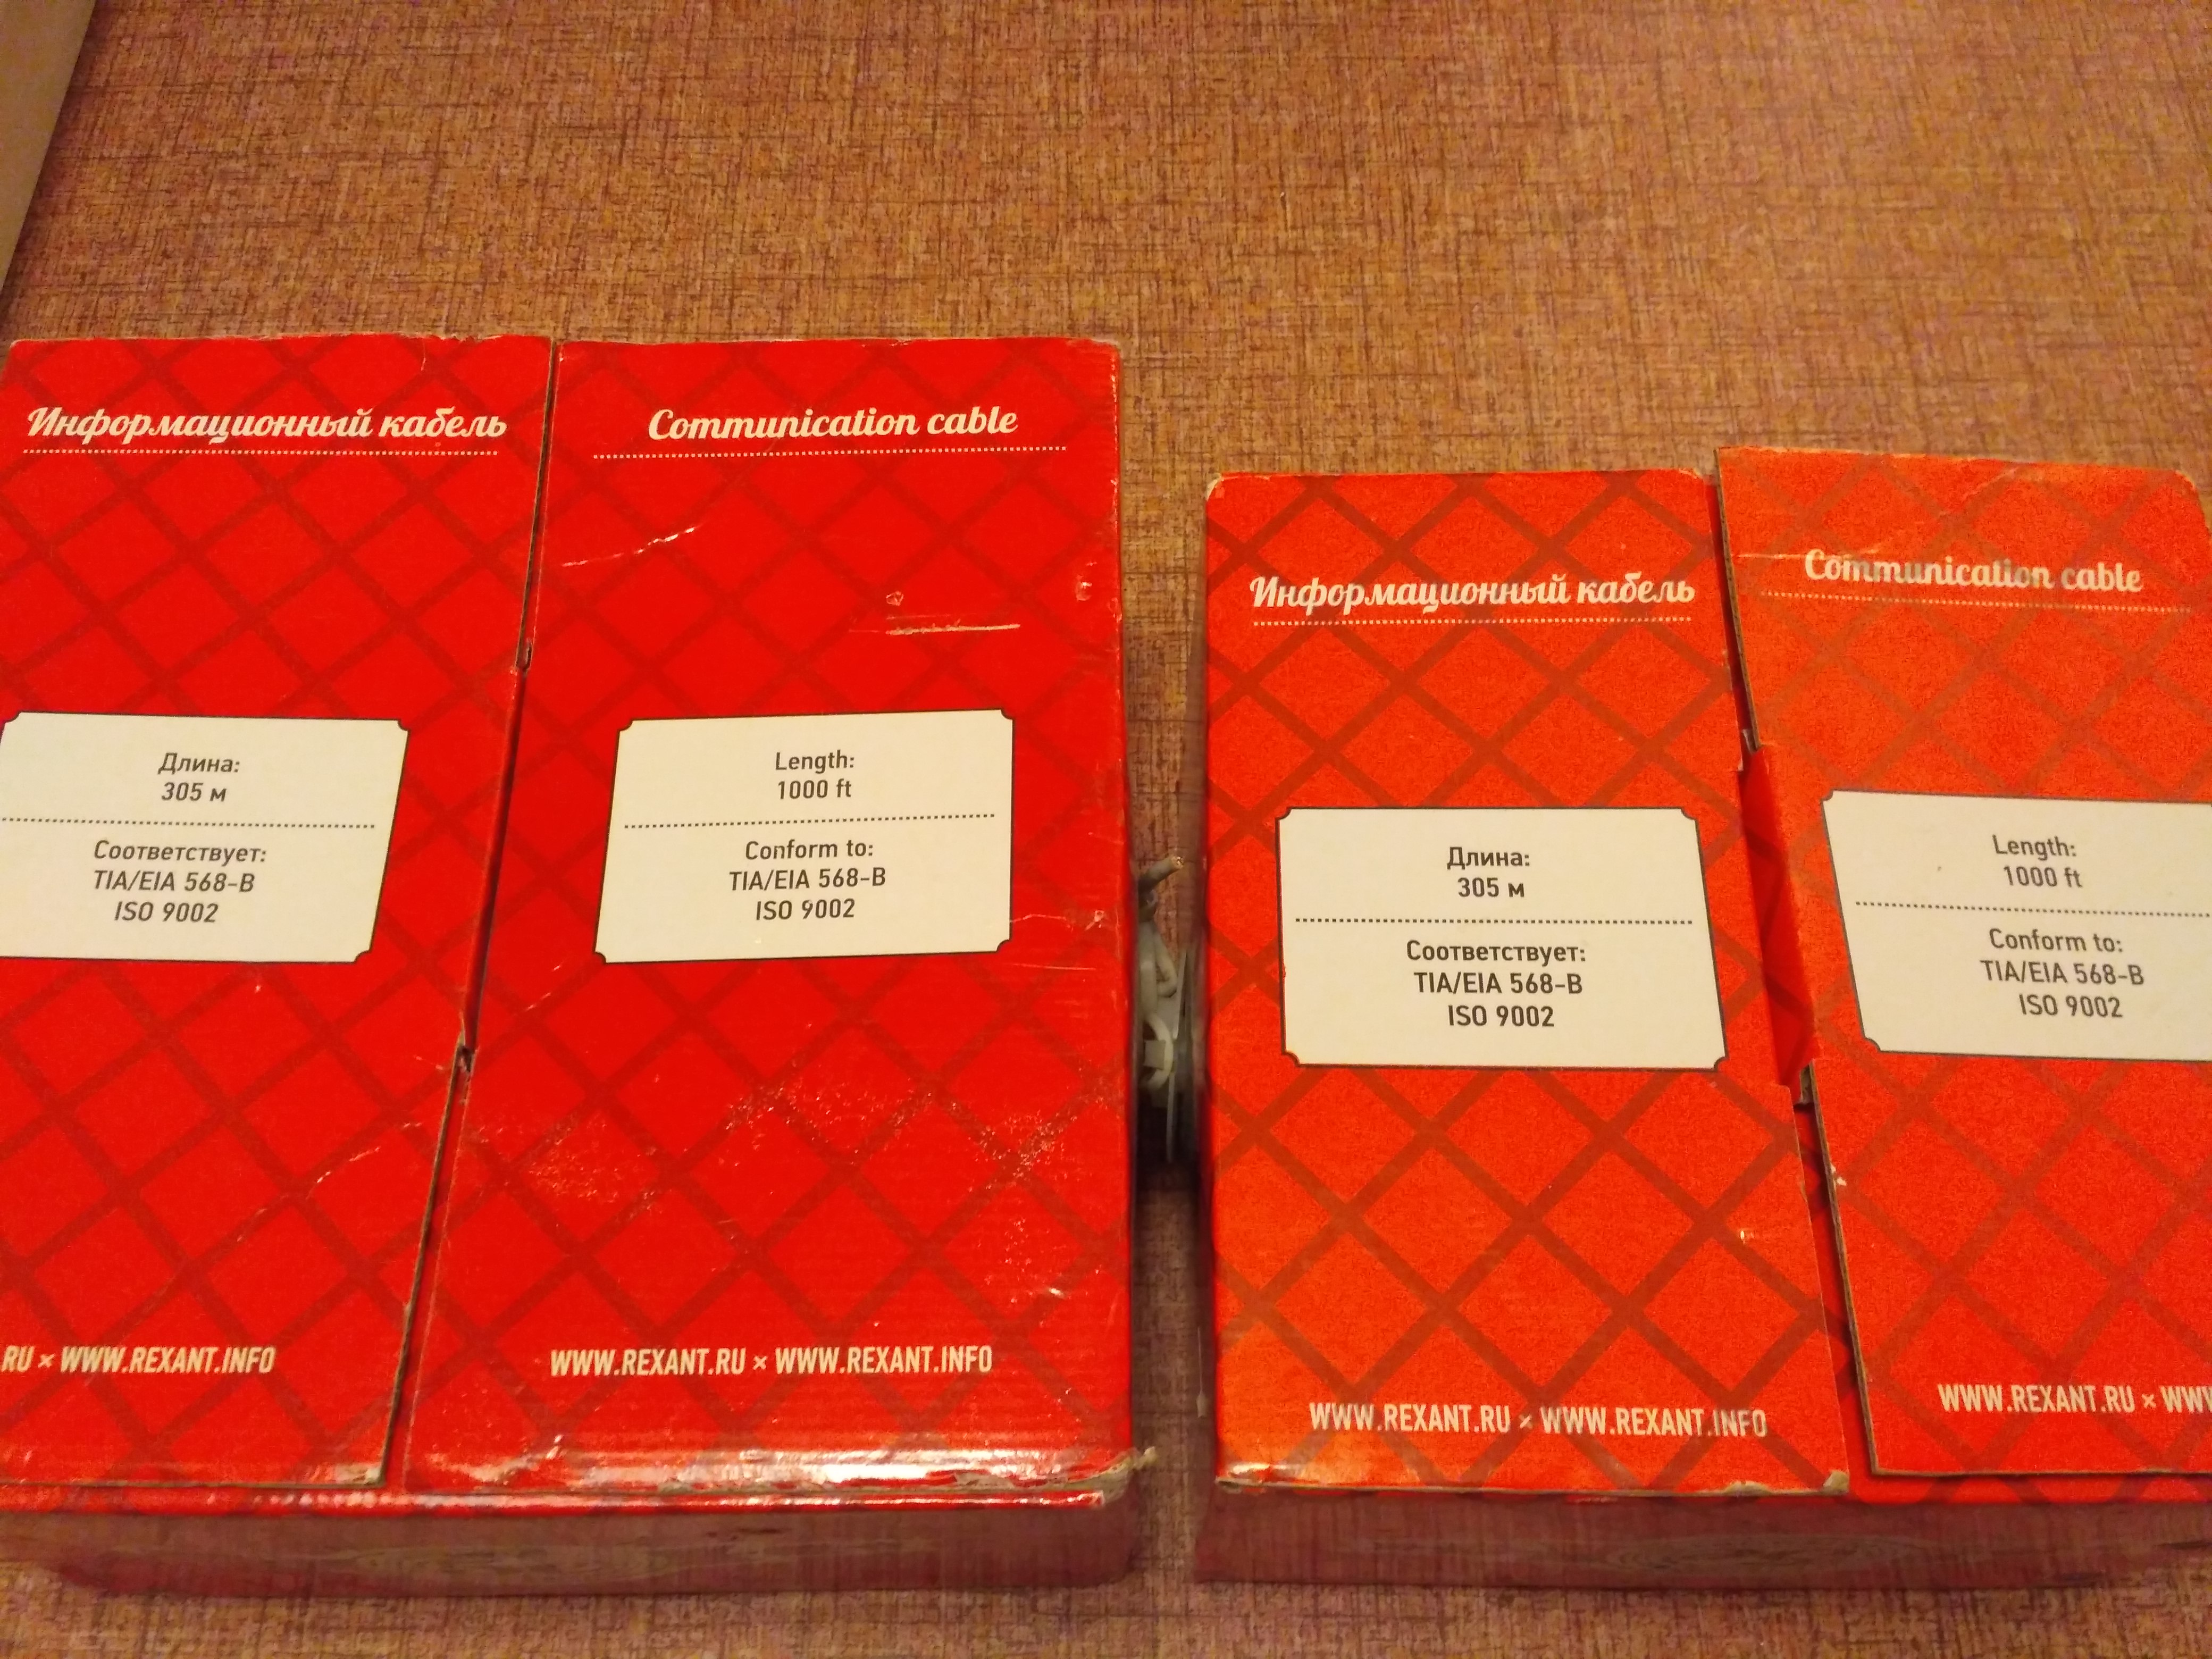 Информационный кабель
Длина:
305 м
Соответствует:
TIA/EIA 568-B
ISO 9002
RU × WWW.REXANT.INFO
Communication cable
Length:
1000 ft
Conform to:
TIA/EIA 568-B
ISO 9002
WWW.REXANT.RU × WWW.REXANT.INFO
Информационный кабель
Длина:
305 м
Соответствует:
TIA/EIA 568-B
ISO 9002
WWW.REXANT.RU × WWW.REXANT.INFO
Communication cable
Length:
1000 ft
Conform to:
TIA/EIA 568-B
ISO 9002
WWW.REXANT.RU × WWW